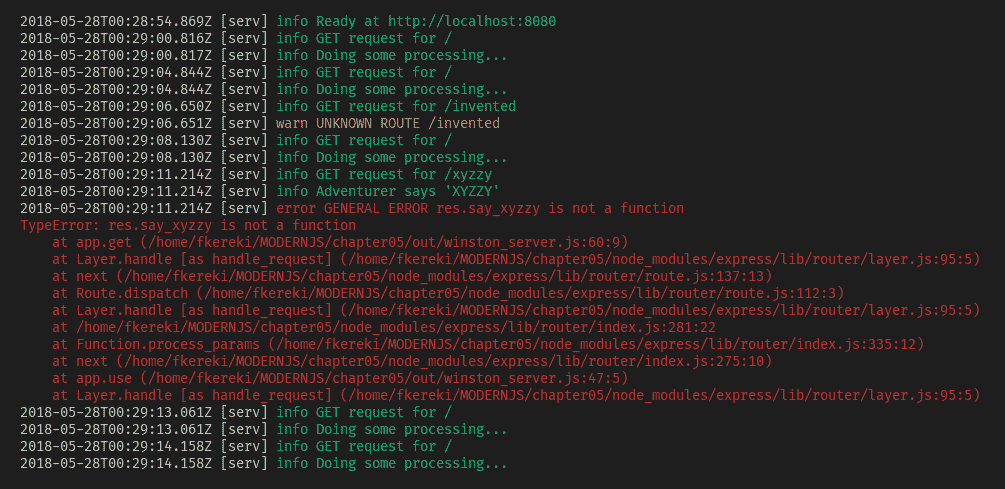 2018-05-28T00:28:54.869Z [serv] info Ready at http://localhost:8080
2018-05-28T00:29:00.816Z [serv] info GET request for /
2018-05-28T00:29:00.817Z [serv] info Doing some processing...
2018-05-28T00:29:04.844Z [serv] info GET request for /
2018-05-28T00:29:04.844Z [serv] info Doing some processing...
2018-05-28T00:29:06.650Z [serv] info GET request for /invented
2018-05-28T00:29:06.651Z [serv] warn UNKNOWN ROUTE /invented
2018-05-28T00:29:08.130Z [serv] info GET request for /
2018-05-28T00:29:08.130Z [serv] info Doing some processing...
2018-05-28T00:29:11.214Z [serv] info GET request for /xyzzy
2018-05-28T00:29:11.214Z [serv] info Adventurer says 'XYZZY'
2018-05-28T00:29:11.214Z [serv] error GENERAL ERROR res.say_xyzzy is not a function
TypeError: res.say_xyzzy is not a function
    at app.get (/home/fkereki/MODERNJS/chapter05/out/winston_server.js:60:9)
    at Layer.handle [as handle_request] (/home/fkereki/MODERNJS/chapter05/node_modules/express/lib/router/layer.js:95:5)
    at next (/home/fkereki/MODERNJS/chapter05/node_modules/express/lib/router/route.js:137:13)
    at Route.dispatch (/home/fkereki/MODERNJS/chapter05/node_modules/express/lib/router/route.js:112:3)
    at Layer.handle [as handle_request] (/home/fkereki/MODERNJS/chapter05/node_modules/express/lib/router/layer.js:95:5)
    at /home/fkereki/MODERNJS/chapter05/node_modules/express/lib/router/index.js:281:22
    at Function.process_params (/home/fkereki/MODERNJS/chapter05/node_modules/express/lib/router/index.js:335:12)
    at next (/home/fkereki/MODERNJS/chapter05/node_modules/express/lib/router/index.js:275:10)
    at app.use (/home/fkereki/MODERNJS/chapter05/out/winston_server.js:47:5)
    at Layer.handle [as handle_request] (/home/fkereki/MODERNJS/chapter05/node_modules/express/lib/router/layer.js:95:5)
2018-05-28T00:29:13.061Z [serv] info GET request for /
2018-05-28T00:29:13.061Z [serv] info Doing some processing...
2018-05-28T00:29:14.158Z [serv] info GET request for /
2018-05-28T00:29:14.158Z [serv] info Doing some processing...